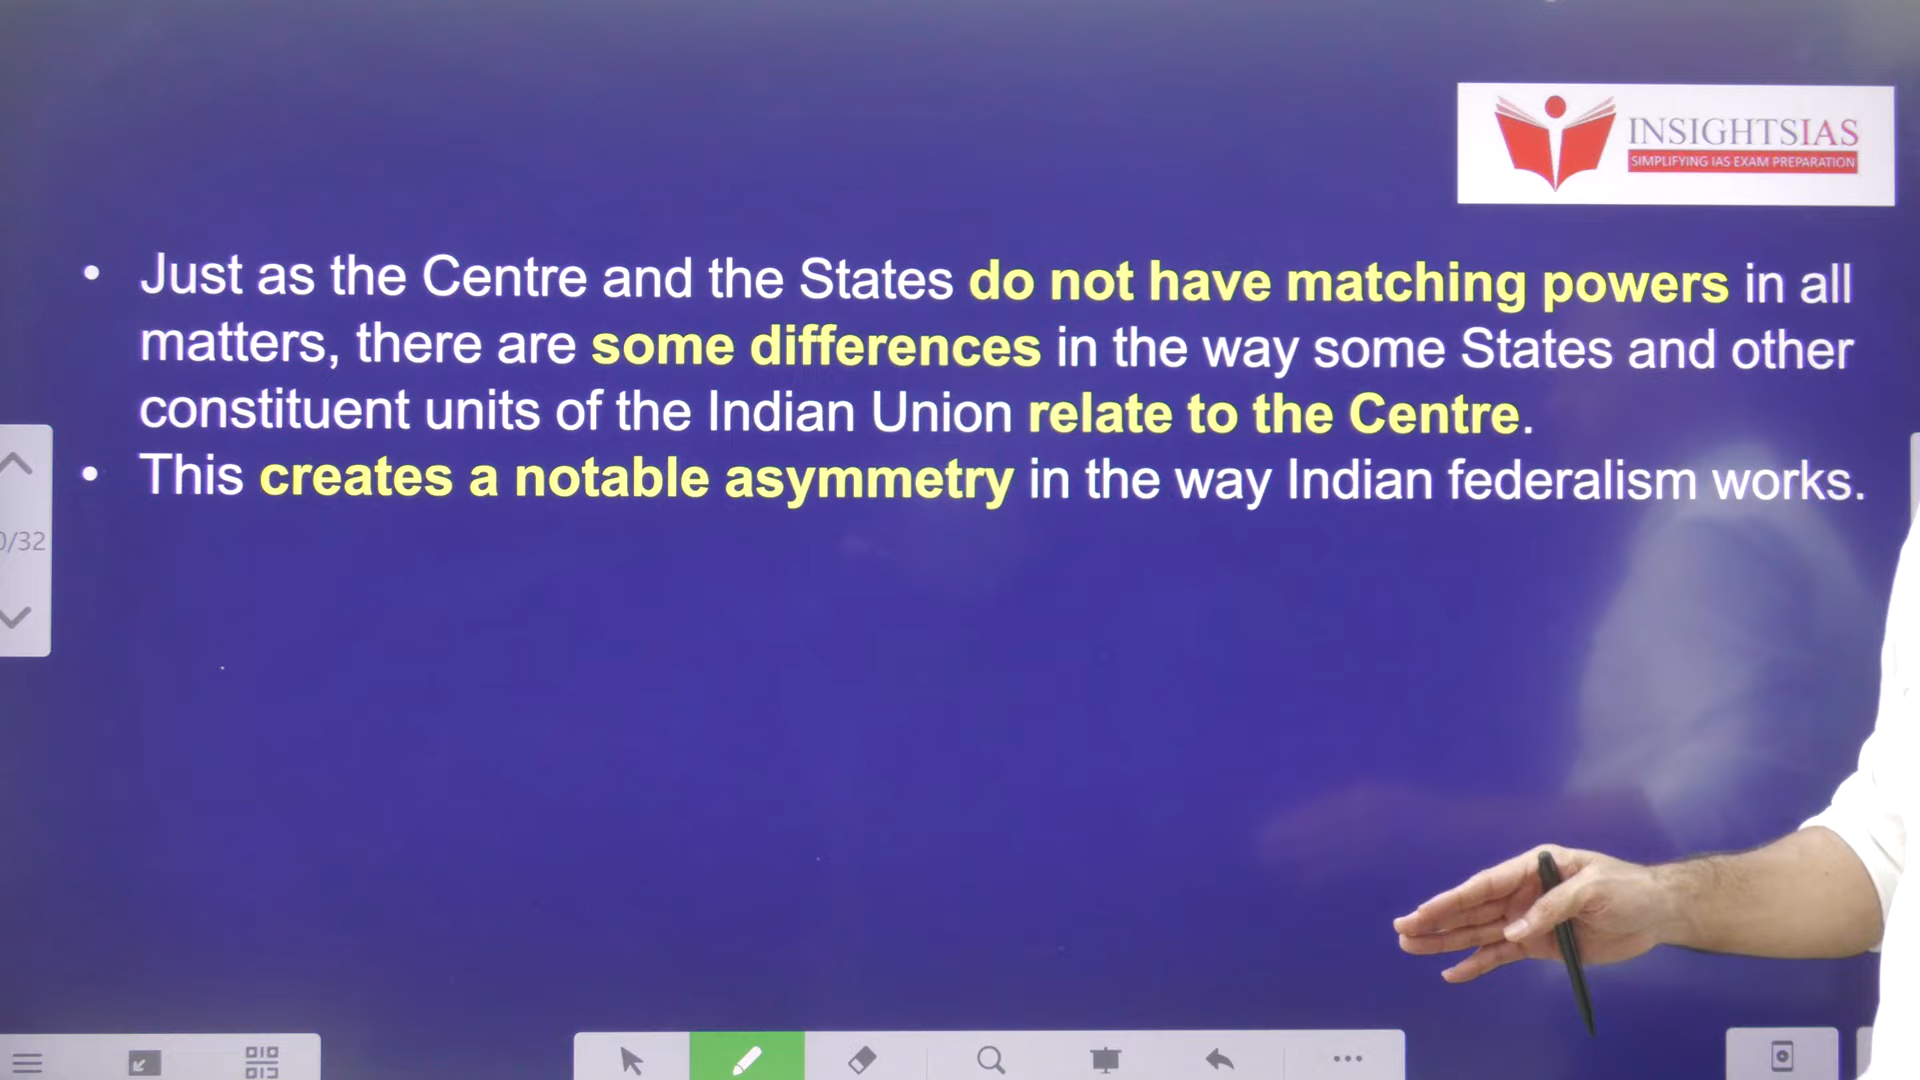 INSIGHTSIAS
SIMPLIFYING IAS EXAM PREPARATION
• Just as the Centre and the States do not have matching powers in all
matters, there are some differences in the way some States and other
constituent units of the Indian Union relate to the Centre.
• This creates a notable asymmetry in the way Indian federalism works.
0/32